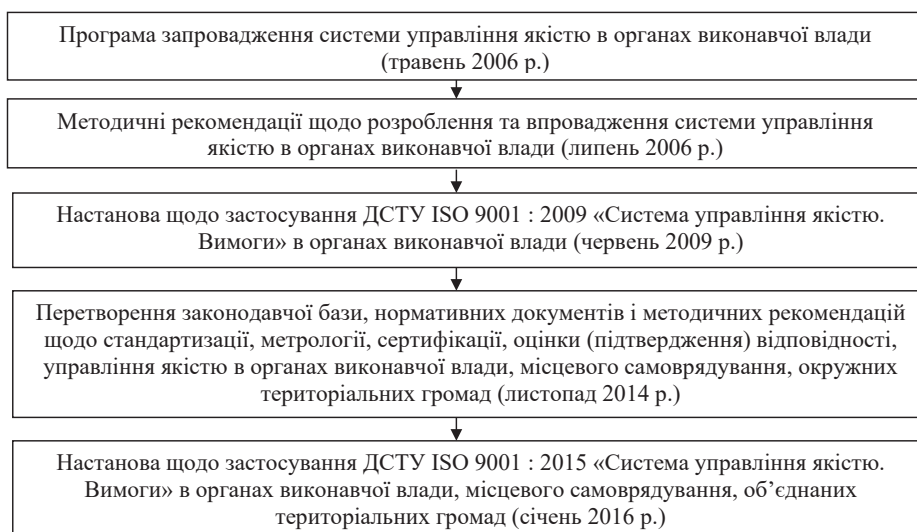 Програма запровадження системи управління якістю в органах виконавчої влади
(травень 2006 р.)
Методичні рекомендації щодо розроблення та впровадження системи управління
якістю в органах виконавчої влади (липень 2006 р.)
Настанова щодо застосування ДСТУ ISO 9001 : 2009 «Система управління якістю.
Вимоги» в органах виконавчої влади (червень 2009 р.)
Перетворення законодавчої бази, нормативних документів і методичних рекомендацій
щодо стандартизації, метрології, сертифікації, оцінки (підтвердження) відповідності,
управління якістю в органах виконавчої влади, місцевого самоврядування, окружних
територіальних громад (листопад 2014 р.)
Настанова щодо застосування ДСТУ ISO 9001 : 2015 «Система управління якістю.
Вимоги» в органах виконавчої влади, місцевого самоврядування, об’єднаних
територіальних громад (січень 2016 р.)